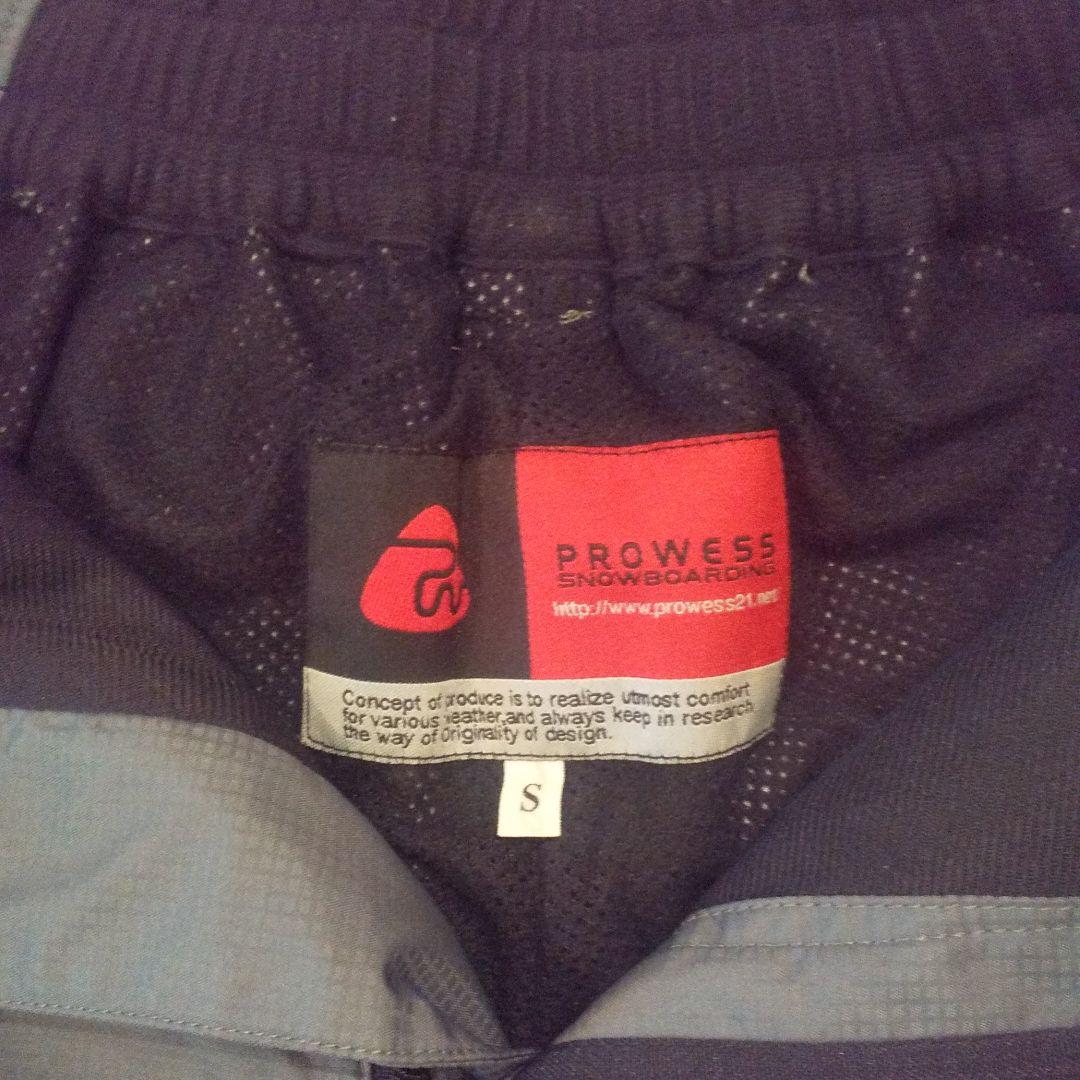 PROWESS
SNOWBOARDING
http://www.prowess21.net
Concept of produce is to realize utmost comfort
for various weather,and always keep in research
the way of Originality of design.
S